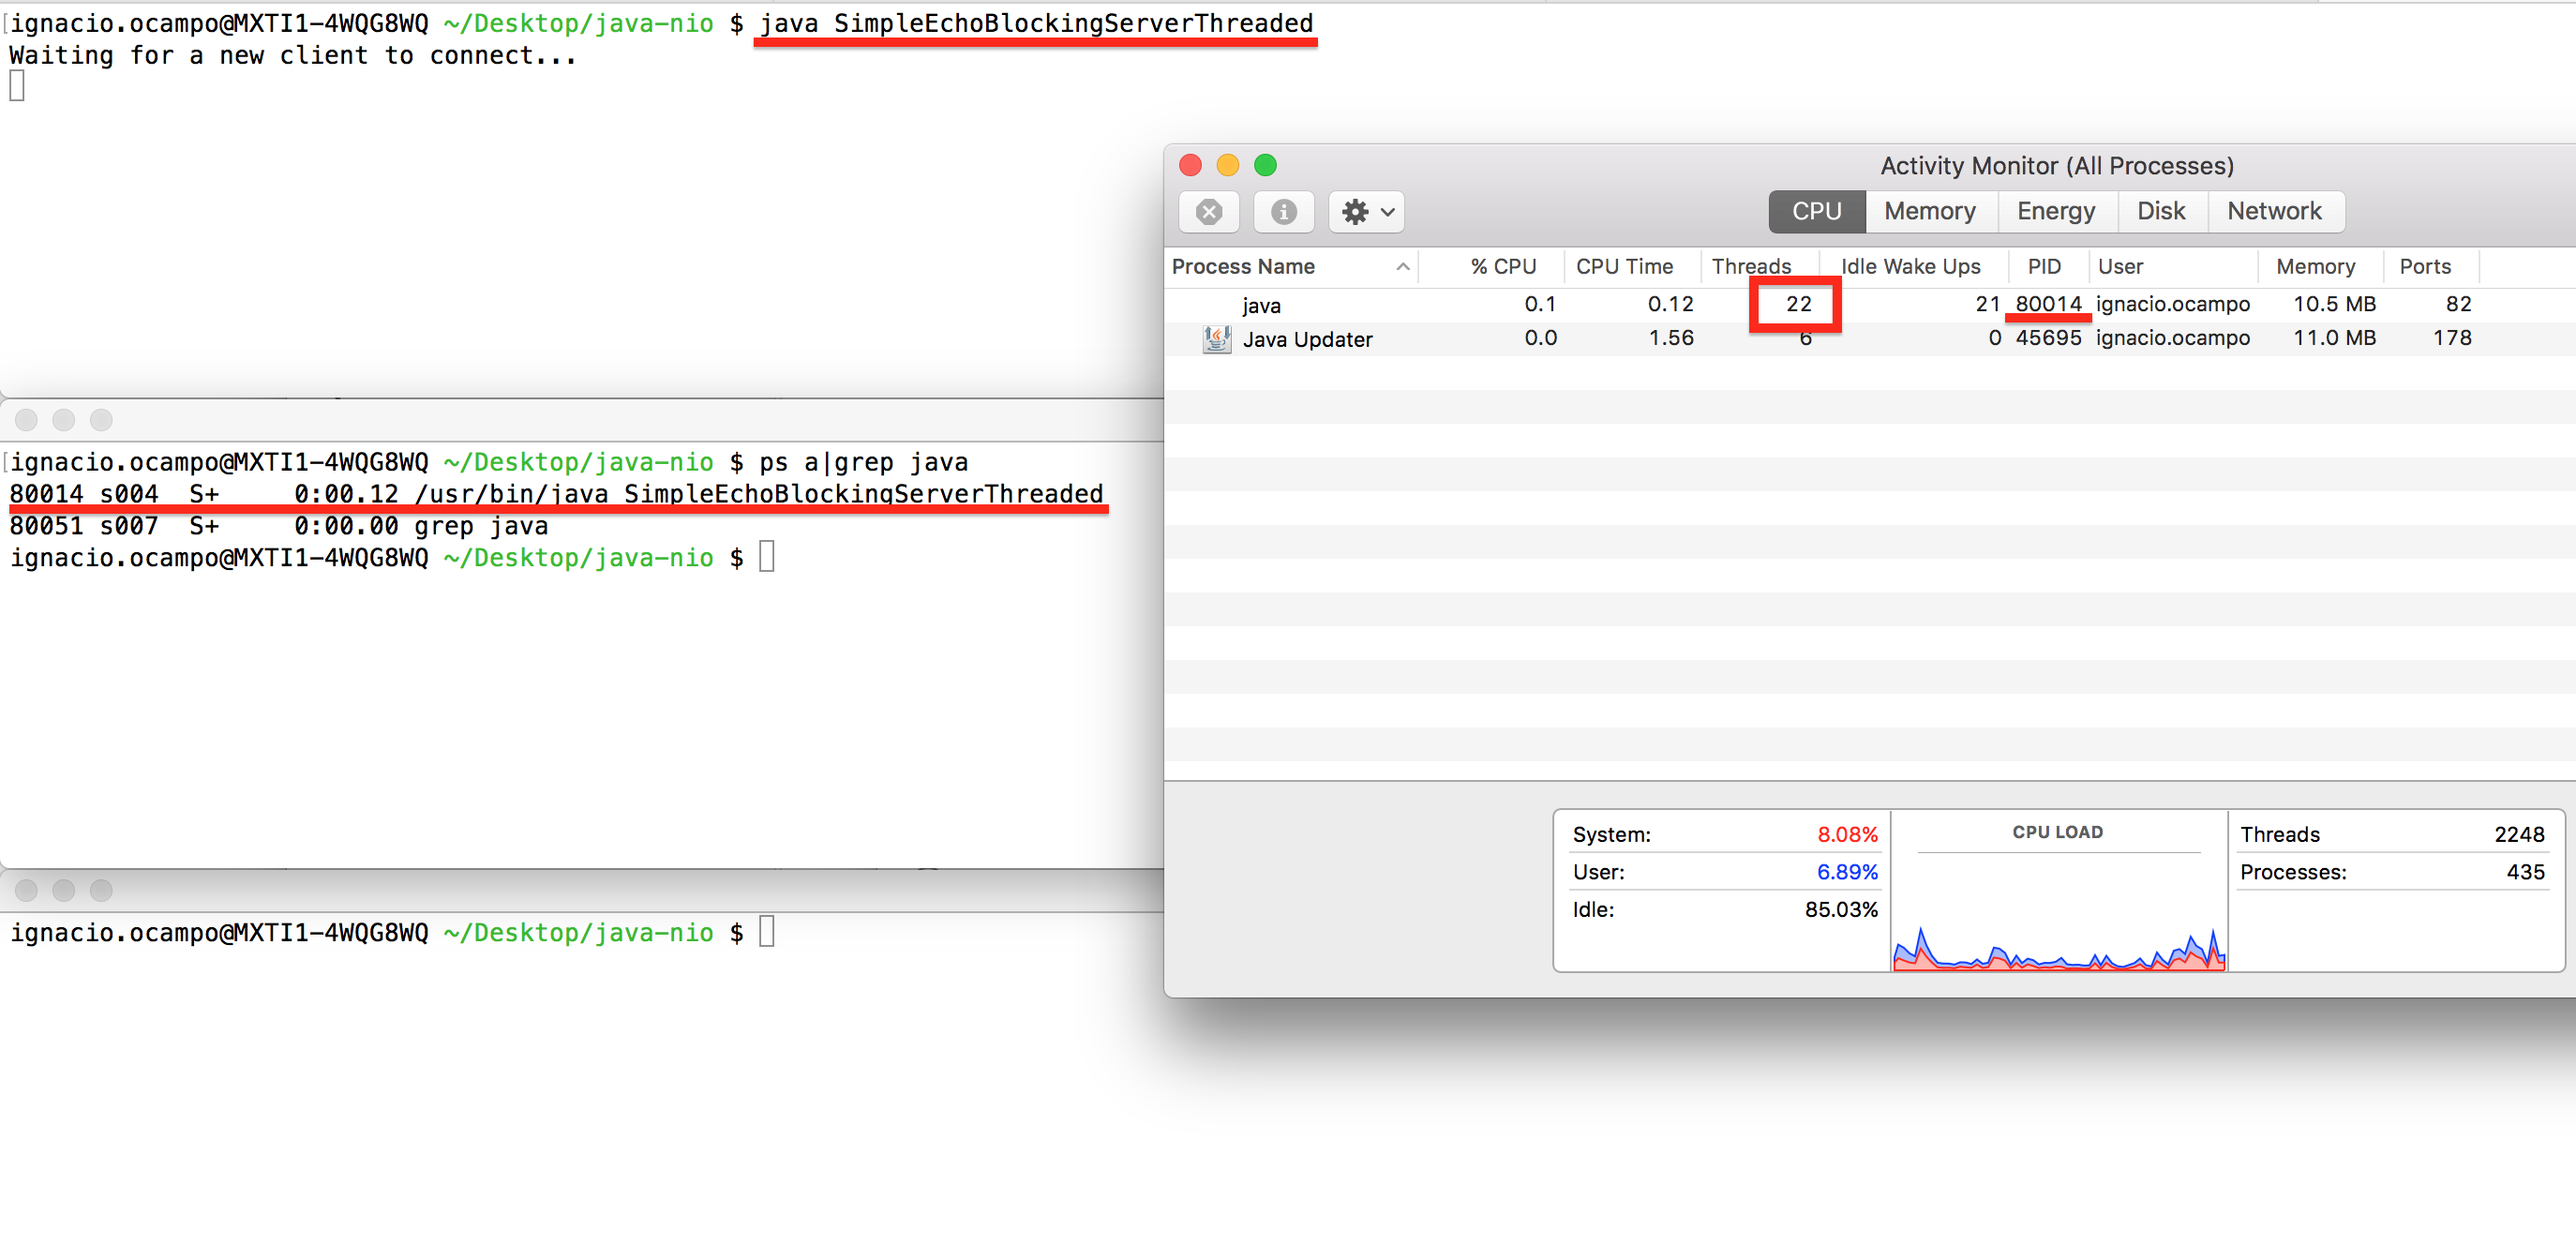 ignacio.ocampo@MXTI1-4WQG8WQ ~/Desktop/java-nio $ java SimpleEchoBlockingServerThreaded
Waiting for a new client to connect...
ignacio.ocampo@MXTI1-4WQG8WQ ~/Desktop/java-nio $ ps a|grep java
80014 s004  S+     0:00.12 /usr/bin/java SimpleEchoBlockingServerThreaded
80051 s007  S+     0:00.00 grep java
ignacio.ocampo@MXTI1-4WQG8WQ ~/Desktop/java-nio $
ignacio.ocampo@MXTI1-4WQG8WQ ~/Desktop/java-nio $
Activity Monitor (All Processes)
CPU Memory Energy Disk Network
Process Name % CPU CPU Time Threads Idle Wake Ups PID User Memory Ports
java 0.1 0.12 22 21 80014 ignacio.ocampo 10.5 MB 82
Java Updater 0.0 1.56 6 0 45695 ignacio.ocampo 11.0 MB 178
System: 8.08%
User: 6.89%
Idle: 85.03%
CPU LOAD
Threads 2248
Processes: 435